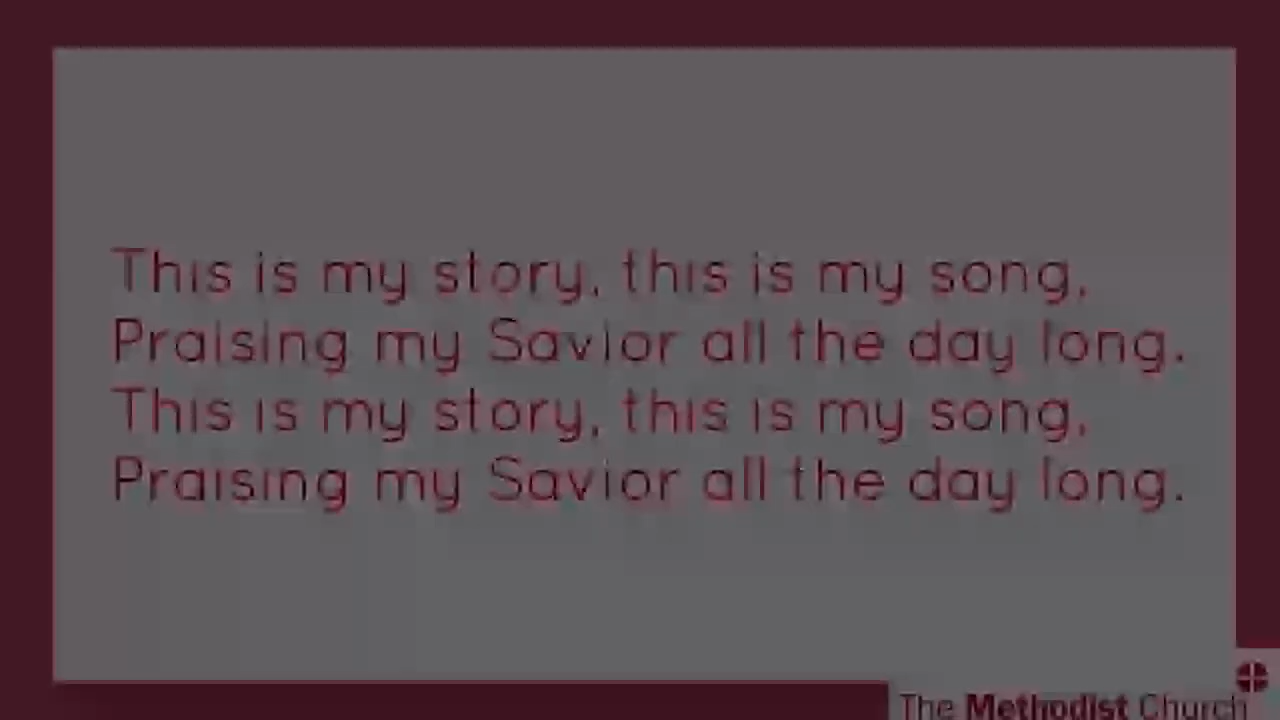 This is my story, this is my song,
Praising my Savior all the day long.
This is my story, this is my song,
Praising my Savior all the day long.
The Methodist Church